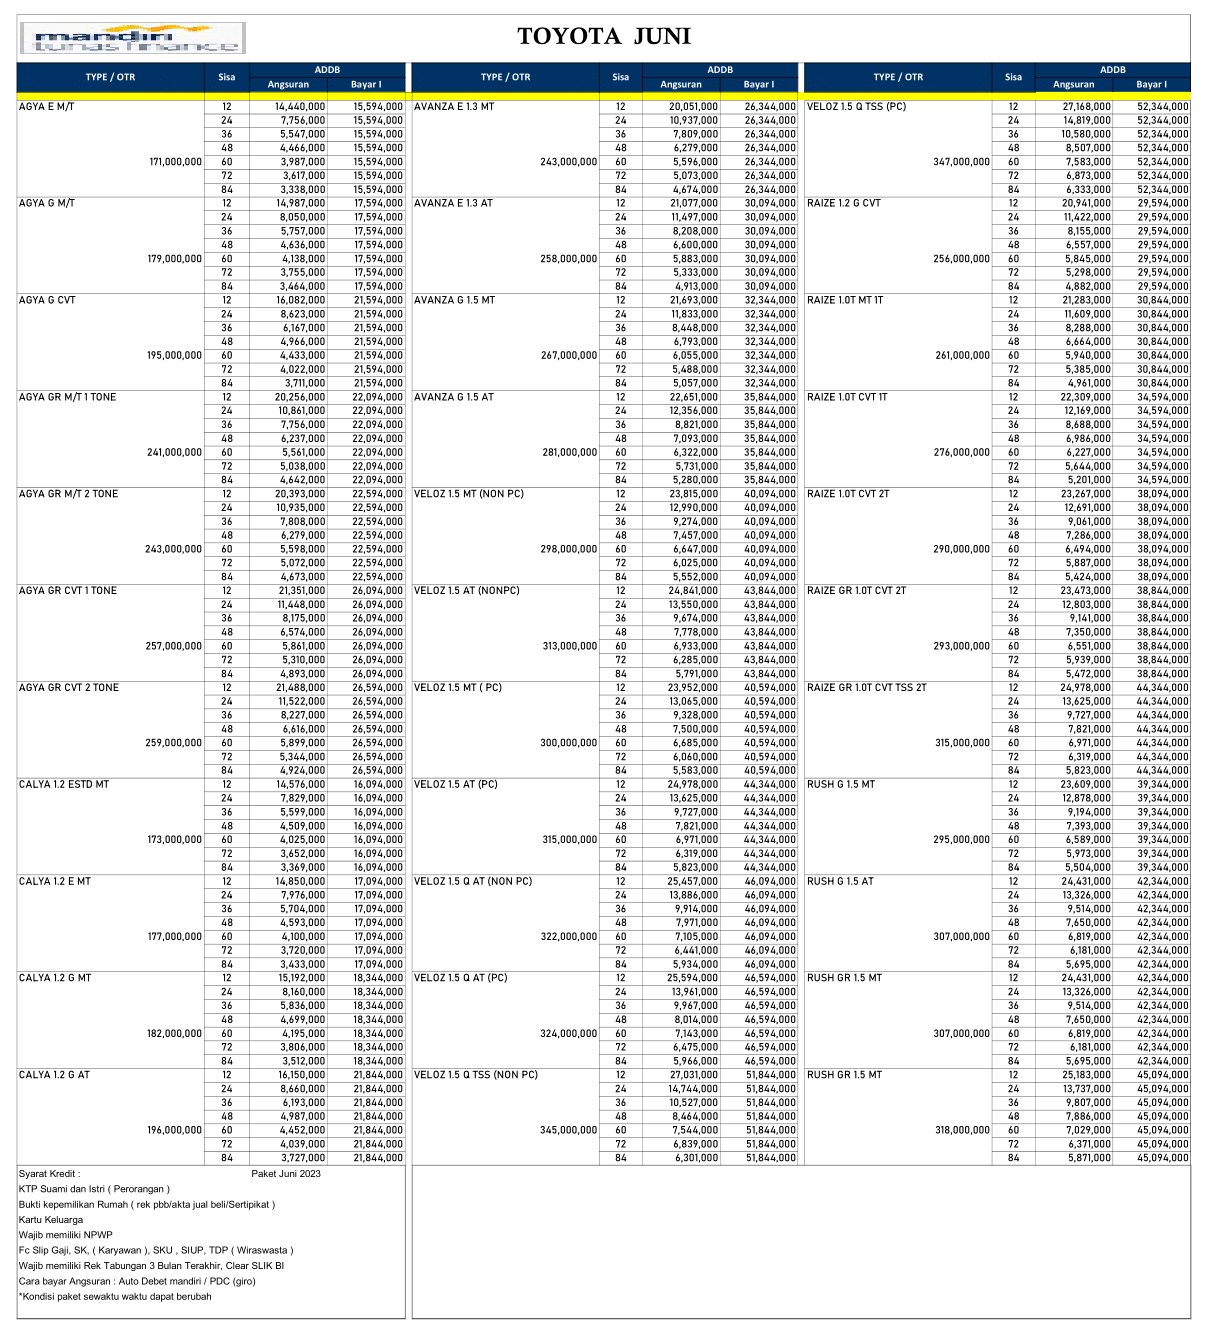 mandiri
tunas finance
TOYOTA JUNI
TYPE / OTR Sisa ADDB TYPE / OTR Sisa ADDB TYPE / OTR Sisa ADDB
Angsuran Bayar I Angsuran Bayar I Angsuran Bayar I
AGYA E M/T 12 14,440,000 15,594,000 AVANZA E 1.3 MT 12 20,051,000 26,344,000 VELOZ 1.5 Q TSS (PC) 12 27,168,000 52,344,000
24 7,756,000 15,594,000 24 10,937,000 26,344,000 24 14,819,000 52,344,000
36 5,547,000 15,594,000 36 7,809,000 26,344,000 36 10,580,000 52,344,000
48 4,466,000 15,594,000 48 6,279,000 26,344,000 48 8,507,000 52,344,000
171,000,000 60 3,987,000 15,594,000 243,000,000 60 5,596,000 26,344,000 347,000,000 60 7,583,000 52,344,000
72 3,617,000 15,594,000 72 5,073,000 26,344,000 72 6,873,000 52,344,000
84 3,338,000 15,594,000 84 4,674,000 26,344,000 84 6,333,000 52,344,000
AGYA G M/T 12 14,987,000 17,594,000 AVANZA E 1.3 AT 12 21,077,000 30,094,000 RAIZE 1.2 G CVT 12 20,941,000 29,594,000
24 8,050,000 17,594,000 24 11,497,000 30,094,000 24 11,422,000 29,594,000
36 5,757,000 17,594,000 36 8,208,000 30,094,000 36 8,155,000 29,594,000
48 4,636,000 17,594,000 48 6,600,000 30,094,000 48 6,557,000 29,594,000
179,000,000 60 4,138,000 17,594,000 258,000,000 60 5,883,000 30,094,000 256,000,000 60 5,845,000 29,594,000
72 3,755,000 17,594,000 72 5,333,000 30,094,000 72 5,298,000 29,594,000
84 3,464,000 17,594,000 84 4,913,000 30,094,000 84 4,882,000 29,594,000
AGYA G CVT 12 16,082,000 21,594,000 AVANZA G 1.5 MT 12 21,693,000 32,344,000 RAIZE 1.0T MT 1T 12 21,283,000 30,844,000
24 8,623,000 21,594,000 24 11,833,000 32,344,000 24 11,609,000 30,844,000
36 6,167,000 21,594,000 36 8,448,000 32,344,000 36 8,288,000 30,844,000
48 4,966,000 21,594,000 48 6,793,000 32,344,000 48 6,664,000 30,844,000
195,000,000 60 4,433,000 21,594,000 267,000,000 60 6,055,000 32,344,000 261,000,000 60 5,940,000 30,844,000
72 4,022,000 21,594,000 72 5,488,000 32,344,000 72 5,385,000 30,844,000
84 3,711,000 21,594,000 84 5,057,000 32,344,000 84 4,961,000 30,844,000
AGYA GR M/T 1 TONE 12 20,256,000 22,094,000 AVANZA G 1.5 AT 12 22,651,000 35,844,000 RAIZE 1.0T CVT 1T 12 22,309,000 34,594,000
24 10,861,000 22,094,000 24 12,356,000 35,844,000 24 12,169,000 34,594,000
36 7,756,000 22,094,000 36 8,821,000 35,844,000 36 8,688,000 34,594,000
48 6,237,000 22,094,000 48 7,093,000 35,844,000 48 6,986,000 34,594,000
241,000,000 60 5,561,000 22,094,000 281,000,000 60 6,322,000 35,844,000 276,000,000 60 6,227,000 34,594,000
72 5,038,000 22,094,000 72 5,731,000 35,844,000 72 5,644,000 34,594,000
84 4,642,000 22,094,000 84 5,280,000 35,844,000 84 5,201,000 34,594,000
AGYA GR M/T 2 TONE 12 20,393,000 22,594,000 VELOZ 1.5 MT (NON PC) 12 23,815,000 40,094,000 RAIZE 1.0T CVT 2T 12 23,267,000 38,094,000
24 10,935,000 22,594,000 24 12,990,000 40,094,000 24 12,691,000 38,094,000
36 7,808,000 22,594,000 36 9,274,000 40,094,000 36 9,061,000 38,094,000
48 6,279,000 22,594,000 48 7,457,000 40,094,000 48 7,286,000 38,094,000
243,000,000 60 5,598,000 22,594,000 298,000,000 60 6,647,000 40,094,000 290,000,000 60 6,494,000 38,094,000
72 5,072,000 22,594,000 72 6,025,000 40,094,000 72 5,887,000 38,094,000
84 4,673,000 22,594,000 84 5,552,000 40,094,000 84 5,424,000 38,094,000
AGYA GR CVT 1 TONE 12 21,351,000 26,094,000 VELOZ 1.5 AT (NONPC) 12 24,841,000 43,844,000 RAIZE GR 1.0T CVT 2T 12 23,473,000 38,844,000
24 11,448,000 26,094,000 24 13,550,000 43,844,000 24 12,803,000 38,844,000
36 8,175,000 26,094,000 36 9,674,000 43,844,000 36 9,141,000 38,844,000
48 6,574,000 26,094,000 48 7,778,000 43,844,000 48 7,350,000 38,844,000
257,000,000 60 5,861,000 26,094,000 313,000,000 60 6,933,000 43,844,000 293,000,000 60 6,551,000 38,844,000
72 5,310,000 26,094,000 72 6,285,000 43,844,000 72 5,939,000 38,844,000
84 4,893,000 26,094,000 84 5,791,000 43,844,000 84 5,472,000 38,844,000
AGYA GR CVT 2 TONE 12 21,488,000 26,594,000 VELOZ 1.5 MT ( PC) 12 23,952,000 40,594,000 RAIZE GR 1.0T CVT TSS 2T 12 24,978,000 44,344,000
24 11,522,000 26,594,000 24 13,065,000 40,594,000 24 13,625,000 44,344,000
36 8,227,000 26,594,000 36 9,328,000 40,594,000 36 9,727,000 44,344,000
48 6,616,000 26,594,000 48 7,500,000 40,594,000 48 7,821,000 44,344,000
259,000,000 60 5,899,000 26,594,000 300,000,000 60 6,685,000 40,594,000 315,000,000 60 6,971,000 44,344,000
72 5,344,000 26,594,000 72 6,060,000 40,594,000 72 6,319,000 44,344,000
84 4,924,000 26,594,000 84 5,583,000 40,594,000 84 5,823,000 44,344,000
CALYA 1.2 ESTD MT 12 14,576,000 16,094,000 VELOZ 1.5 AT (PC) 12 24,978,000 44,344,000 RUSH G 1.5 MT 12 23,609,000 39,344,000
24 7,829,000 16,094,000 24 13,625,000 44,344,000 24 12,878,000 39,344,000
36 5,599,000 16,094,000 36 9,727,000 44,344,000 36 9,194,000 39,344,000
48 4,509,000 16,094,000 48 7,821,000 44,344,000 48 7,393,000 39,344,000
173,000,000 60 4,025,000 16,094,000 315,000,000 60 6,971,000 44,344,000 295,000,000 60 6,589,000 39,344,000
72 3,652,000 16,094,000 72 6,319,000 44,344,000 72 5,973,000 39,344,000
84 3,369,000 16,094,000 84 5,823,000 44,344,000 84 5,504,000 39,344,000
CALYA 1.2 E MT 12 14,850,000 17,094,000 VELOZ 1.5 Q AT (NON PC) 12 25,457,000 46,094,000 RUSH G 1.5 AT 12 24,431,000 42,344,000
24 7,976,000 17,094,000 24 13,886,000 46,094,000 24 13,326,000 42,344,000
36 5,704,000 17,094,000 36 9,914,000 46,094,000 36 9,514,000 42,344,000
48 4,593,000 17,094,000 48 7,971,000 46,094,000 48 7,650,000 42,344,000
177,000,000 60 4,100,000 17,094,000 322,000,000 60 7,105,000 46,094,000 307,000,000 60 6,819,000 42,344,000
72 3,720,000 17,094,000 72 6,441,000 46,094,000 72 6,181,000 42,344,000
84 3,433,000 17,094,000 84 5,934,000 46,094,000 84 5,695,000 42,344,000
CALYA 1.2 G MT 12 15,192,000 18,344,000 VELOZ 1.5 Q AT (PC) 12 25,594,000 46,594,000 RUSH GR 1.5 MT 12 24,431,000 42,344,000
24 8,160,000 18,344,000 24 13,961,000 46,594,000 24 13,326,000 42,344,000
36 5,836,000 18,344,000 36 9,967,000 46,594,000 36 9,514,000 42,344,000
48 4,699,000 18,344,000 48 8,014,000 46,594,000 48 7,650,000 42,344,000
182,000,000 60 4,195,000 18,344,000 324,000,000 60 7,143,000 46,594,000 307,000,000 60 6,819,000 42,344,000
72 3,806,000 18,344,000 72 6,475,000 46,594,000 72 6,181,000 42,344,000
84 3,512,000 18,344,000 84 5,966,000 46,594,000 84 5,695,000 42,344,000
CALYA 1.2 G AT 12 16,150,000 21,844,000 VELOZ 1.5 Q TSS (NON PC) 12 27,031,000 51,844,000 RUSH GR 1.5 MT 12 25,183,000 45,094,000
24 8,660,000 21,844,000 24 14,744,000 51,844,000 24 13,737,000 45,094,000
36 6,193,000 21,844,000 36 10,527,000 51,844,000 36 9,807,000 45,094,000
48 4,987,000 21,844,000 48 8,464,000 51,844,000 48 7,886,000 45,094,000
196,000,000 60 4,452,000 21,844,000 345,000,000 60 7,544,000 51,844,000 318,000,000 60 7,029,000 45,094,000
72 4,039,000 21,844,000 72 6,839,000 51,844,000 72 6,371,000 45,094,000
84 3,727,000 21,844,000 84 6,301,000 51,844,000 84 5,871,000 45,094,000
Syarat Kredit : Paket Juni 2023
KTP Suami dan Istri ( Perorangan )
Bukti kepemilikan Rumah ( rek pbb/akta jual beli/Sertipikat )
Kartu Keluarga
Wajib memiliki NPWP
Fc Slip Gaji, SK, ( Karyawan ), SKU , SIUP, TDP ( Wiraswasta )
Wajib memiliki Rek Tabungan 3 Bulan Terakhir, Clear SLIK BI
Cara bayar Angsuran : Auto Debet mandiri / PDC (giro)
*Kondisi paket sewaktu waktu dapat berubah